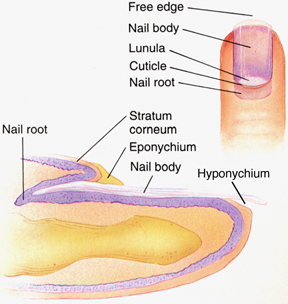 Free edge
Nail body
Lunula
Cuticle
Nail root
Stratum
corneum
Nail root
Eponychium
Nail body
Hyponychium